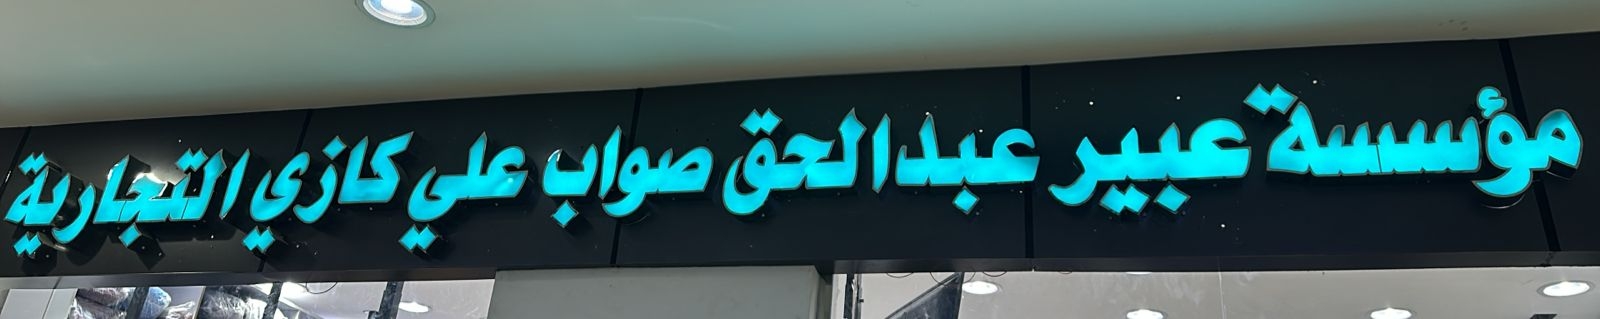 مؤسسة عبير عبدالحق صواب علي كازي التجارية